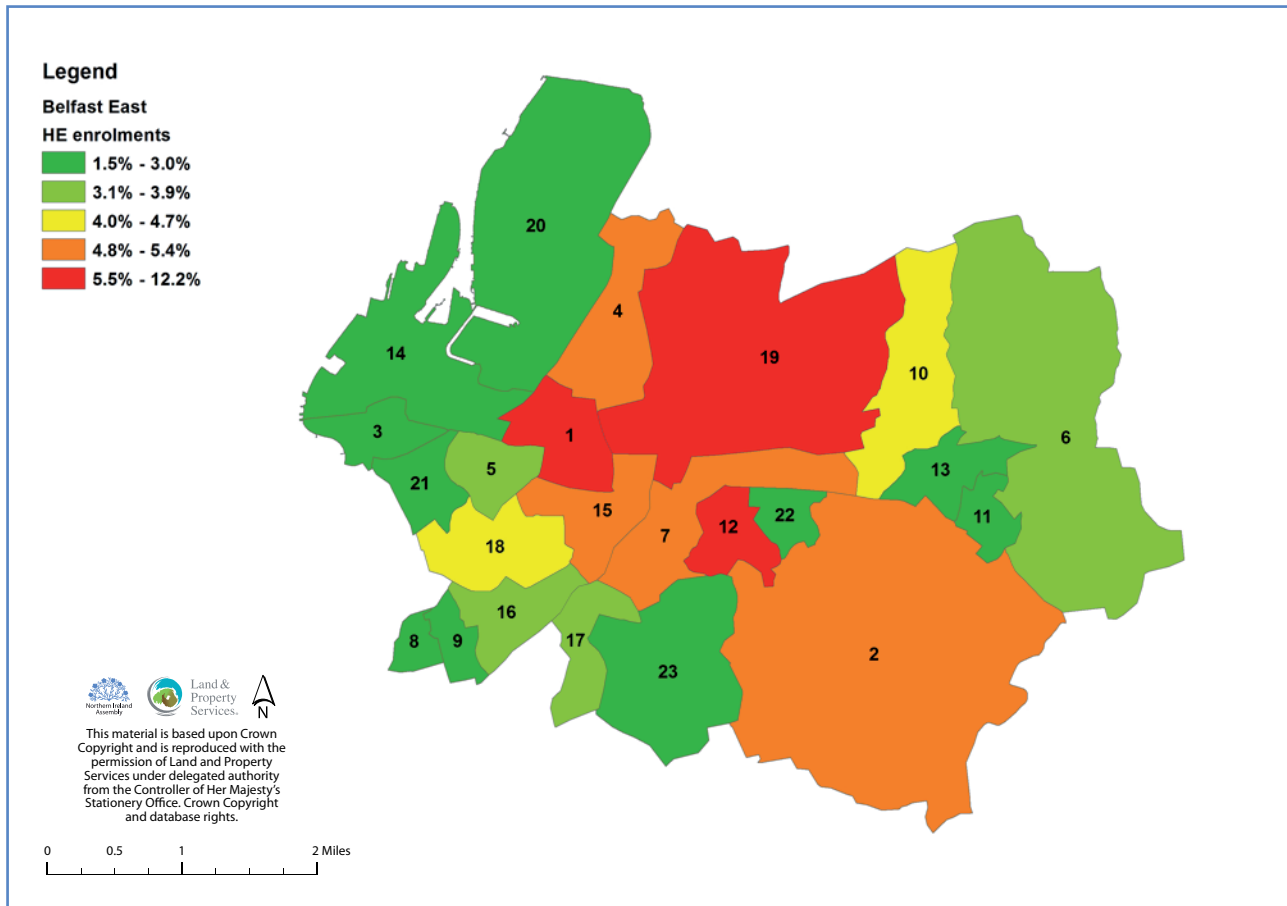 Legend
Belfast East
HE enrolments
1.5% - 3.0%
3.1% - 3.9%
4.0% - 4.7%
4.8% - 5.4%
5.5% - 12.2%
20
4
14
19
10
3
1
6
5
13
21
15
11
22
12
7
18
16
8
9
17
2
23
Northern Ireland
Assembly
Land &
Property
Services.
N
This material is based upon Crown
Copyright and is reproduced with the
permission of Land and Property
Services under delegated authority
from the Controller of Her Majesty's
Stationery Office. Crown Copyright
and database rights.
0 0.5 1 2 Miles